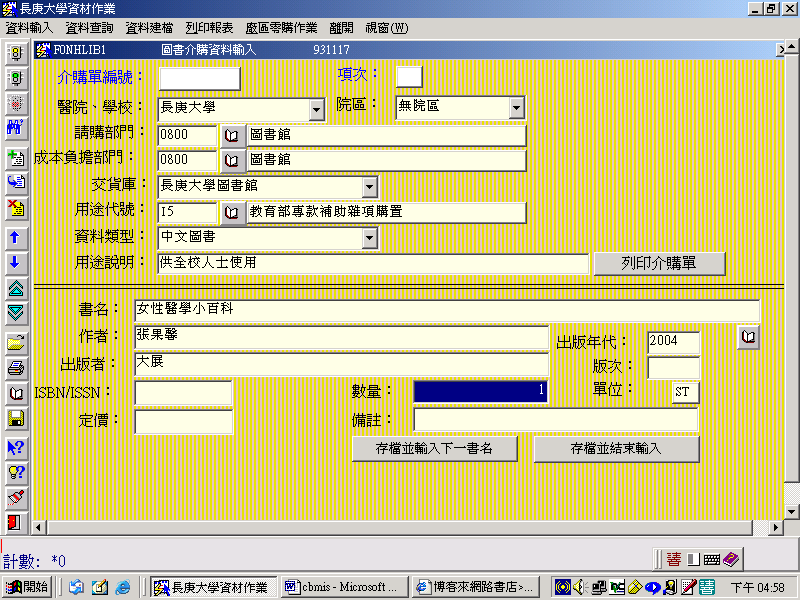 長庚大學資材作業
資料輸入 資料查詢 資料建檔 列印報表 廠區零購作業 離開 視窗(W)
F0NHLIB1 圖書介購資料輸入 931117
介購單編號： 項次：
醫院、學校： 長庚大學 院區： 無院區
請購部門： 0800 圖書館
成本負擔部門： 0800 圖書館
交貨庫： 長庚大學圖書館
用途代號： I5 教育部專款補助雜項購置
資料類型： 中文圖書
用途說明： 供全校人士使用 列印介購單
書名： 女性醫學小百科
作者： 張果馨 出版年代： 2004
出版者： 大展 版次：
ISBN/ISSN： 數量： 1 單位： ST
定價： 備註：
存檔並輸入下一書名 存檔並結束輸入
計數: *0
開始 長庚大學資材作業 cbmis - Microsoft ... 博客來網路書店>... 下午 04:58